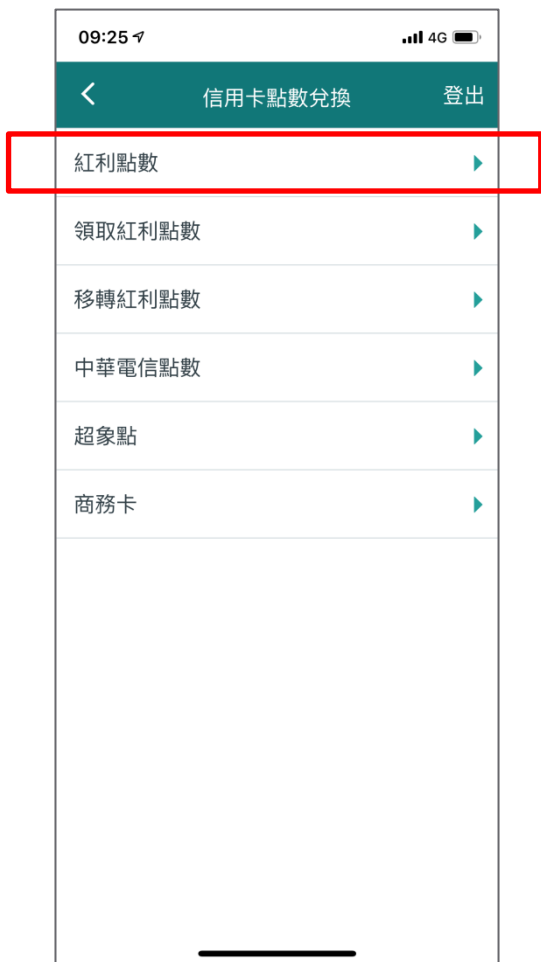 09:25 4G
信用卡點數兌換 登出
紅利點數
領取紅利點數
移轉紅利點數
中華電信點數
超象點
商務卡